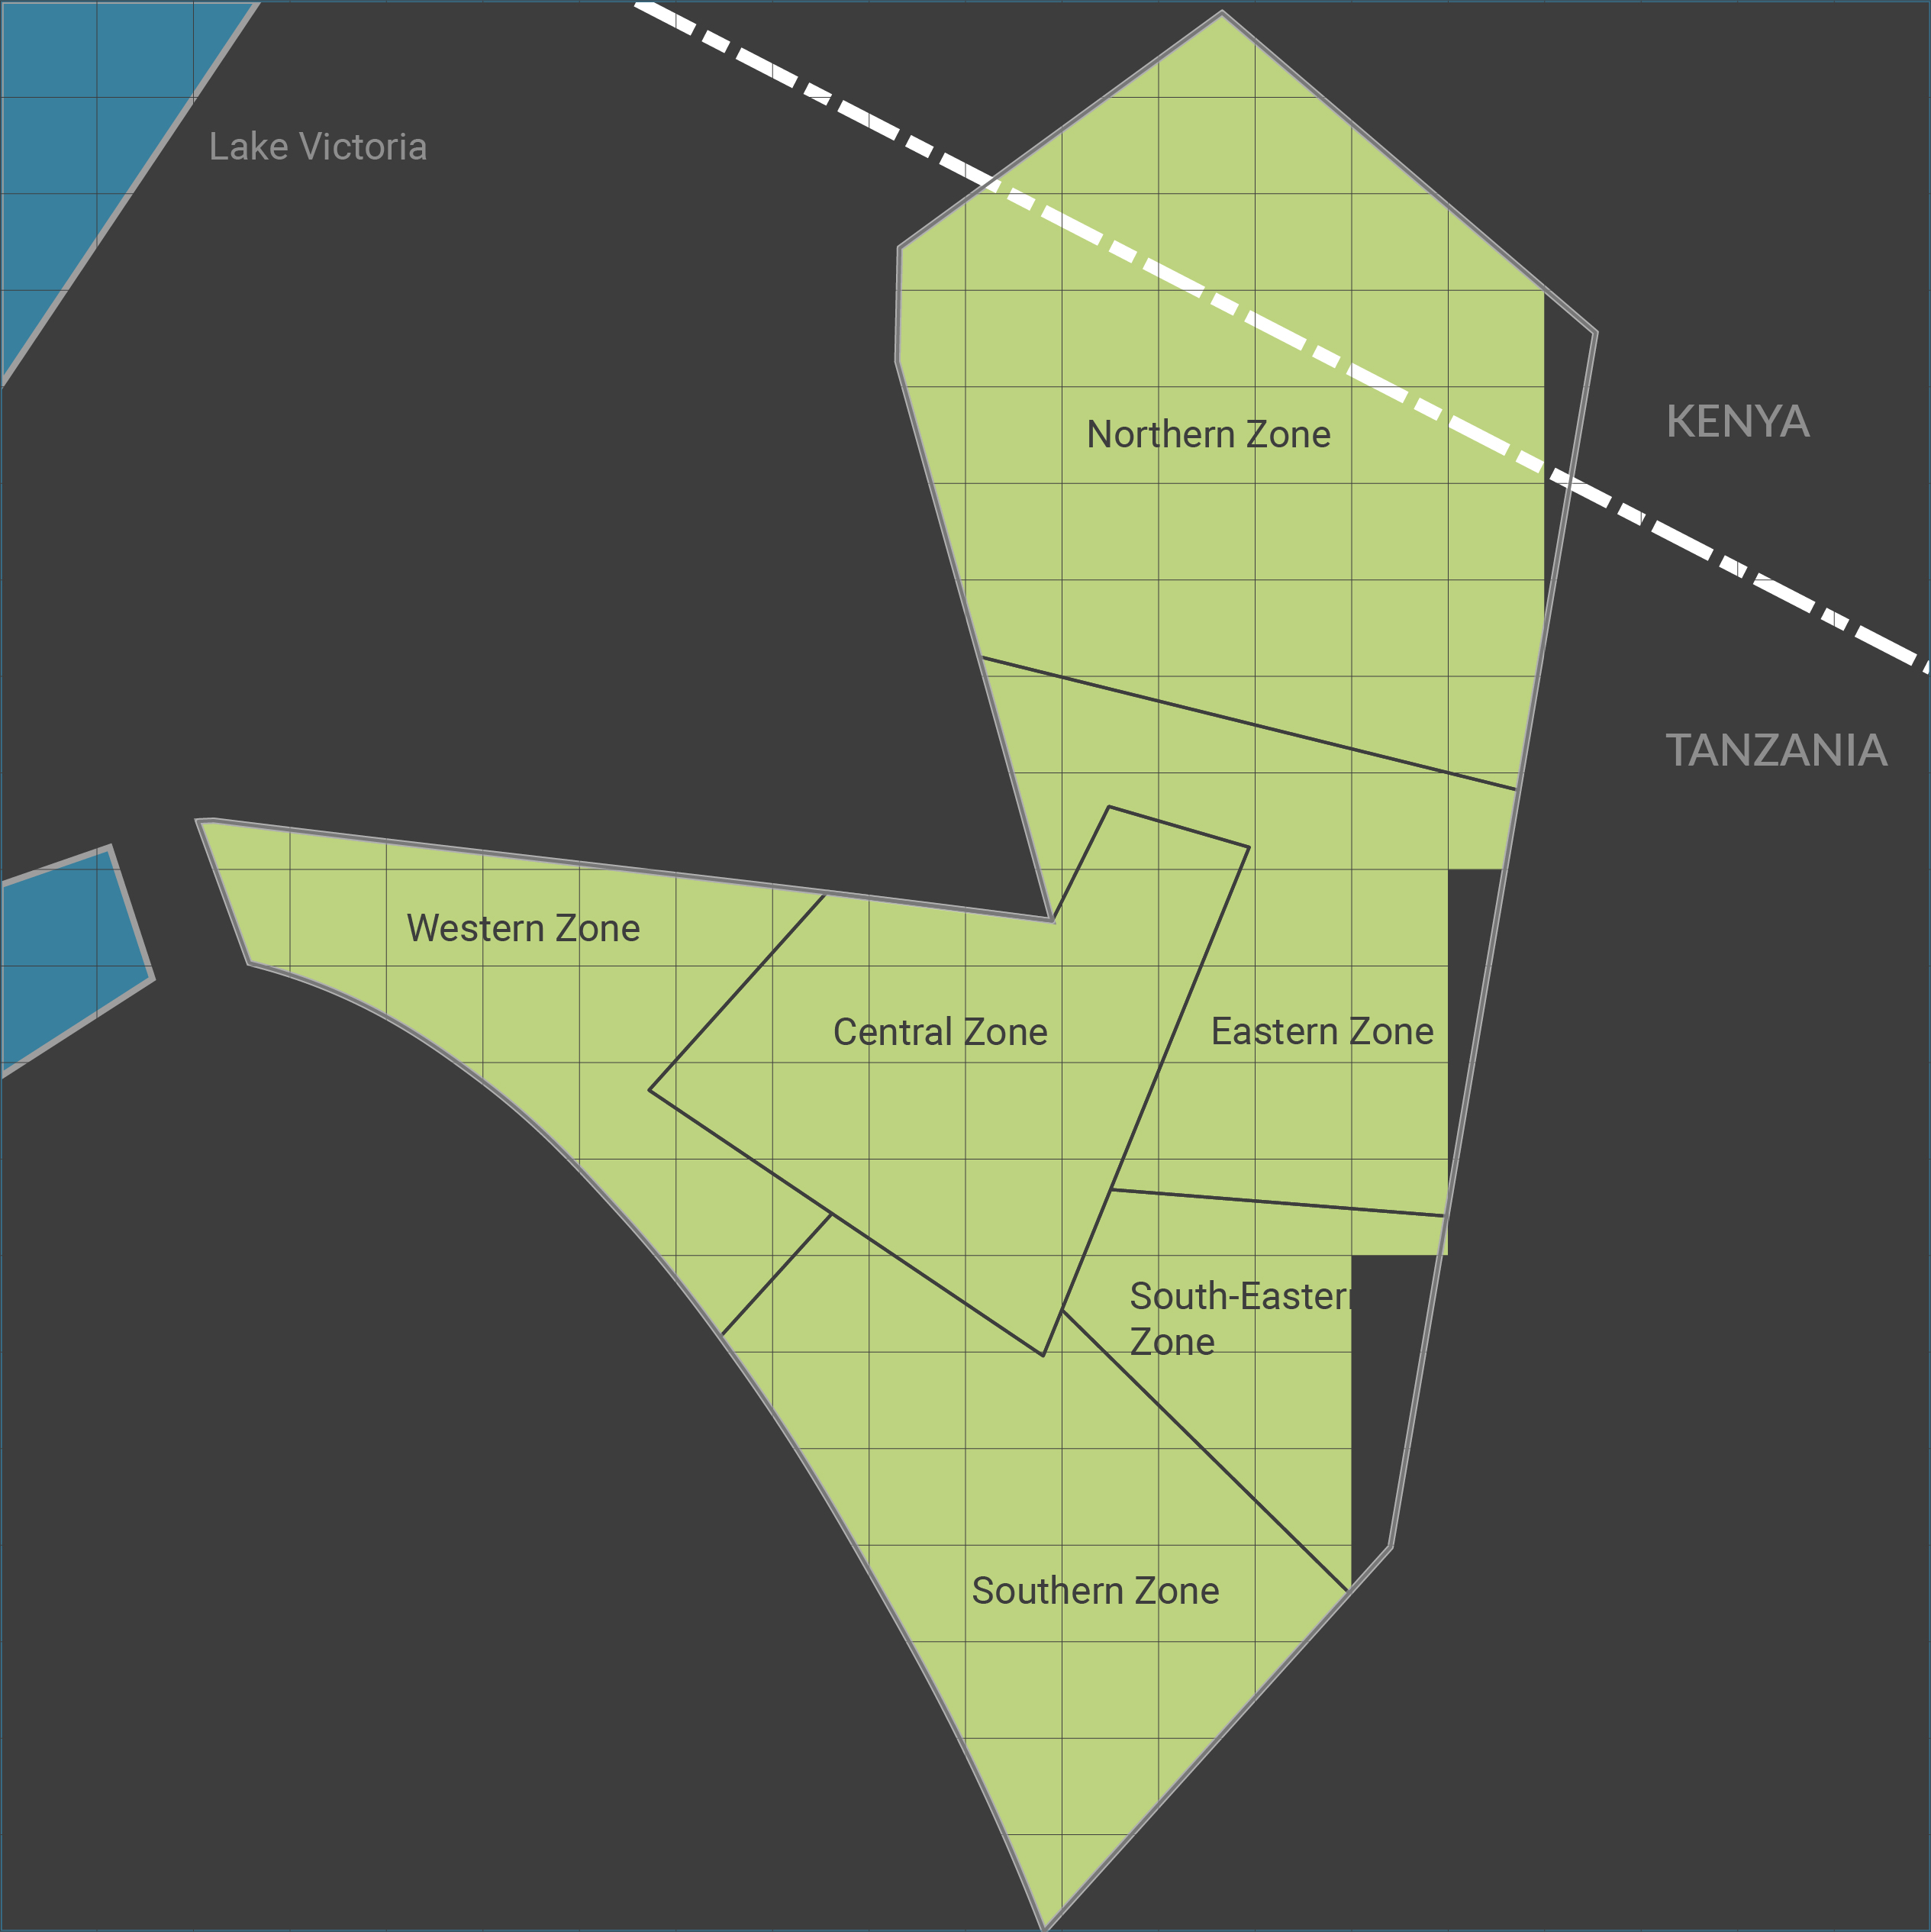 Lake Victoria
KENYA
Northern Zone
TANZANIA
Western Zone
Central Zone
Eastern Zone
South-Eastern
Zone
Southern Zone